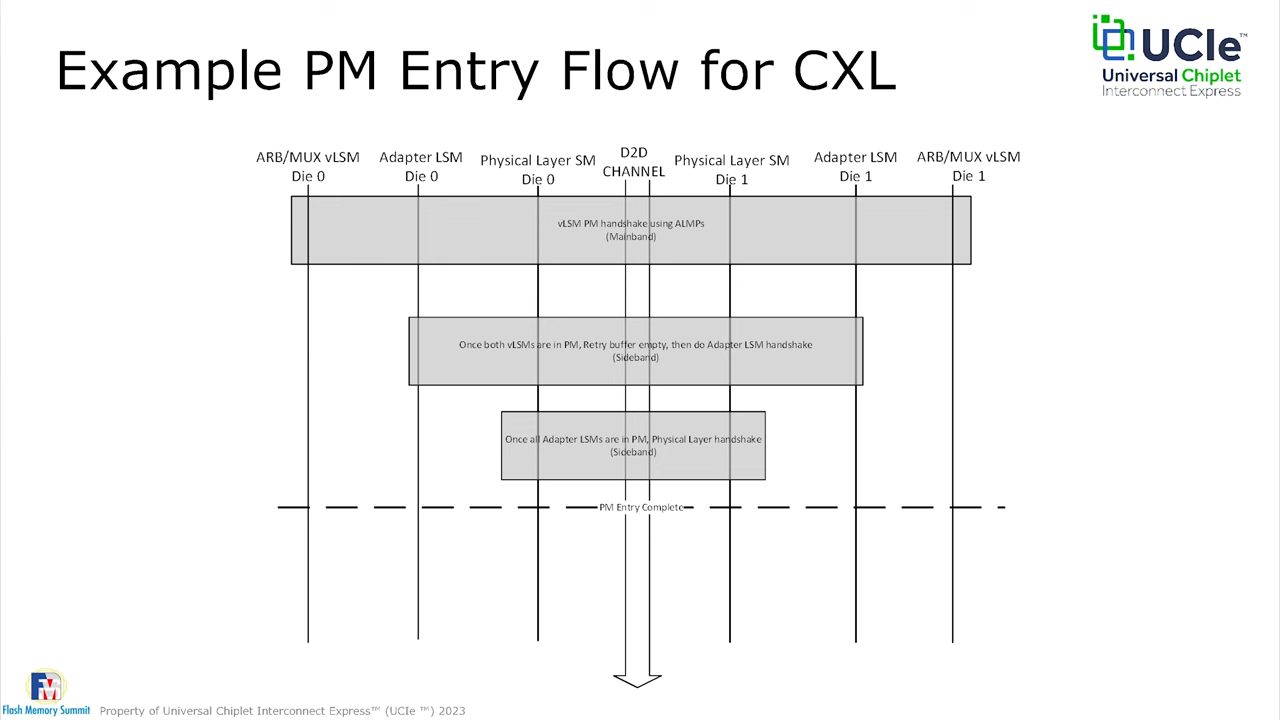 Example PM Entry Flow for CXL
UCIe™
Universal Chiplet
Interconnect Express
ARB/MUX vLSM
Die 0
Adapter LSM
Die 0
Physical Layer SM
Die 0
D2D
CHANNEL
Physical Layer SM
Die 1
Adapter LSM
Die 1
ARB/MUX vLSM
Die 1
vLSM PM handshake using ALMPs
(Mainband)
Once both vLSMs are in PM, Retry buffer empty, then do Adapter LSM handshake
(Sideband)
Once all Adapter LSMs are in PM, Physical Layer handshake
(Sideband)
PM Entry Complete
FM
Flash Memory Summit
Property of Universal Chiplet Interconnect Express™ (UCIe ™) 2023